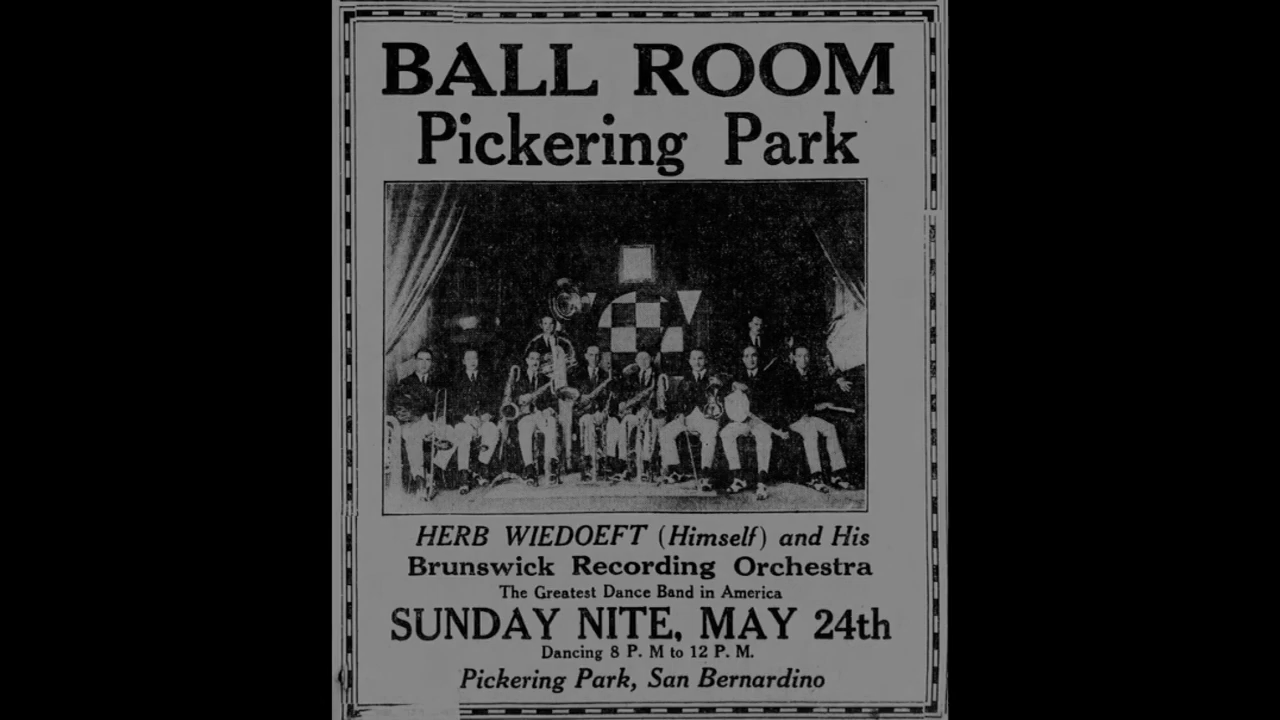 BALL ROOM
Pickering Park
HERB WIEDOEFT (Himself) and His
Brunswick Recording Orchestra
The Greatest Dance Band in America
SUNDAY NITE, MAY 24th
Dancing 8 P. M to 12 P. M.
Pickering Park, San Bernardino